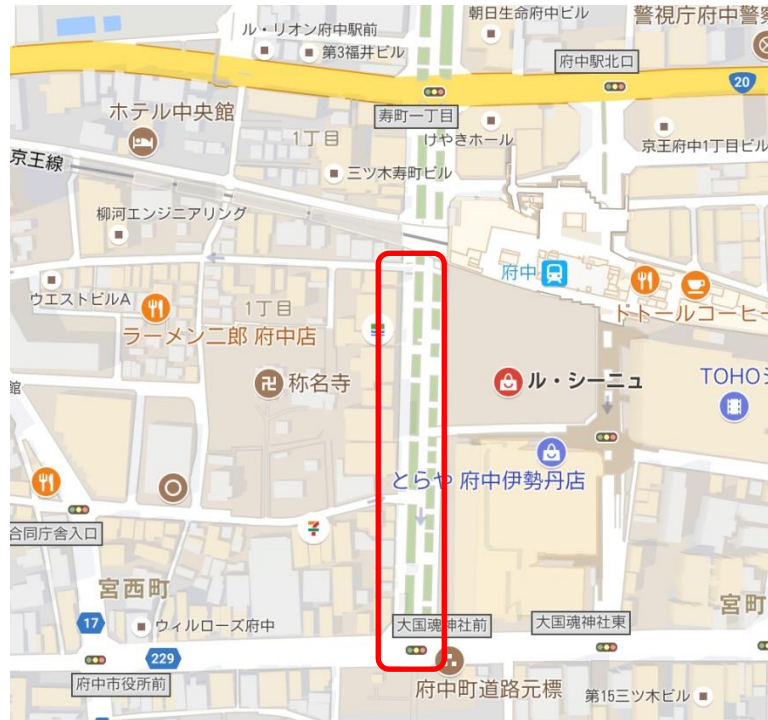 朝日生命府中ビル
警視庁府中警察
ル・リオン府中駅前
第3福井ビル
府中駅北口
20
ホテル中央館
寿町一丁目
1丁目
けやきホール
京王府中1丁目ビル
京王線
三ツ木寿町ビル
柳河エンジニアリング
府中
ウエストビルA
1丁目
ドトールコーヒー
ラーメン二郎 府中店
館
称名寺
ル・シーニュ
TOHOシ
とらや 府中伊勢丹店
合同庁舎入口
宮西町
17
ウィルローズ府中
大国魂神社前
大国魂神社東
宮町
229
府中市役所前
府中町道路元標
第15三ツ木ビル